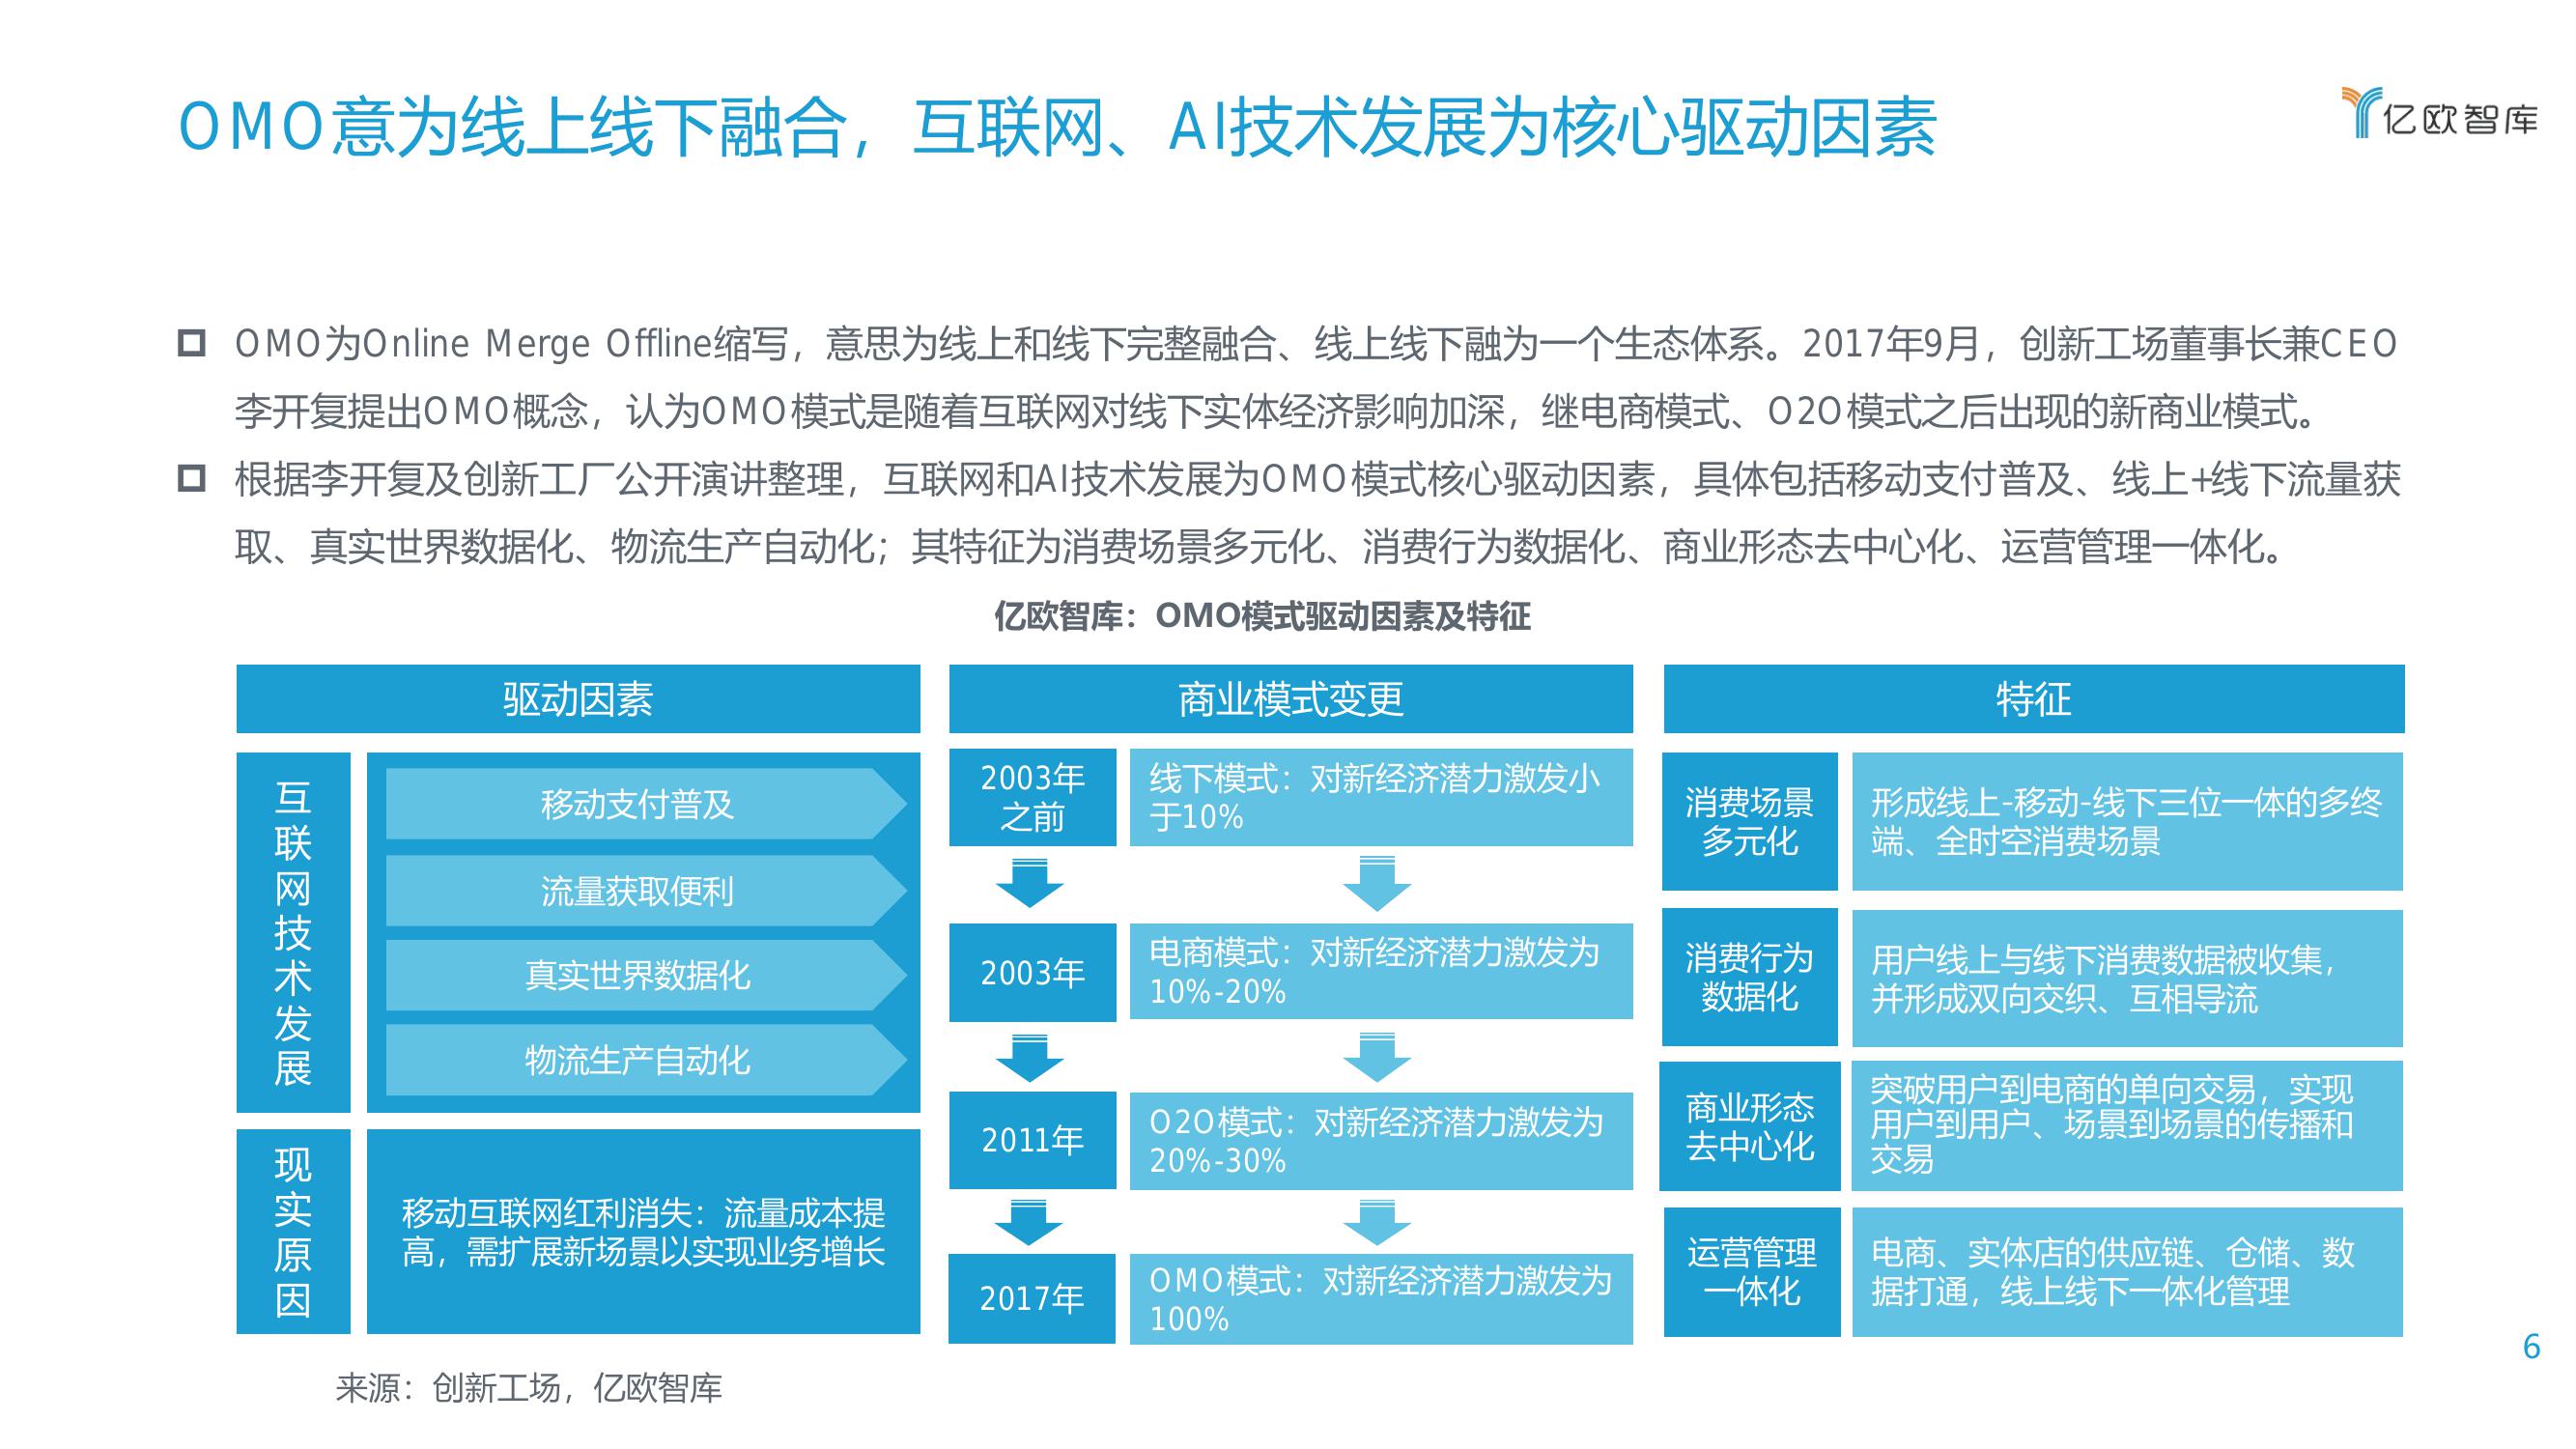 OMO意为线上线下融合，互联网、AI技术发展为核心驱动因素
亿欧智库
OMO为Online Merge Offline缩写，意思为线上和线下完整融合、线上线下融为一个生态体系。2017年9月，创新工场董事长兼CEO
李开复提出OMO概念，认为OMO模式是随着互联网对线下实体经济影响加深，继电商模式、O2O模式之后出现的新商业模式。
根据李开复及创新工厂公开演讲整理，互联网和AI技术发展为OMO模式核心驱动因素，具体包括移动支付普及、线上+线下流量获
取、真实世界数据化、物流生产自动化；其特征为消费场景多元化、消费行为数据化、商业形态去中心化、运营管理一体化。
亿欧智库：OMO模式驱动因素及特征
驱动因素
互
联
网
技
术
发
展
移动支付普及
流量获取便利
真实世界数据化
物流生产自动化
现
实
原
因
移动互联网红利消失：流量成本提
高，需扩展新场景以实现业务增长
商业模式变更
2003年
之前
线下模式：对新经济潜力激发小
于10%
2003年
电商模式：对新经济潜力激发为
10%-20%
2011年
O2O模式：对新经济潜力激发为
20%-30%
2017年
OMO模式：对新经济潜力激发为
100%
特征
消费场景
多元化
形成线上-移动-线下三位一体的多终
端、全时空消费场景
消费行为
数据化
用户线上与线下消费数据被收集，
并形成双向交织、互相导流
商业形态
去中心化
突破用户到电商的单向交易，实现
用户到用户、场景到场景的传播和
交易
运营管理
一体化
电商、实体店的供应链、仓储、数
据打通，线上线下一体化管理
来源：创新工场，亿欧智库
6